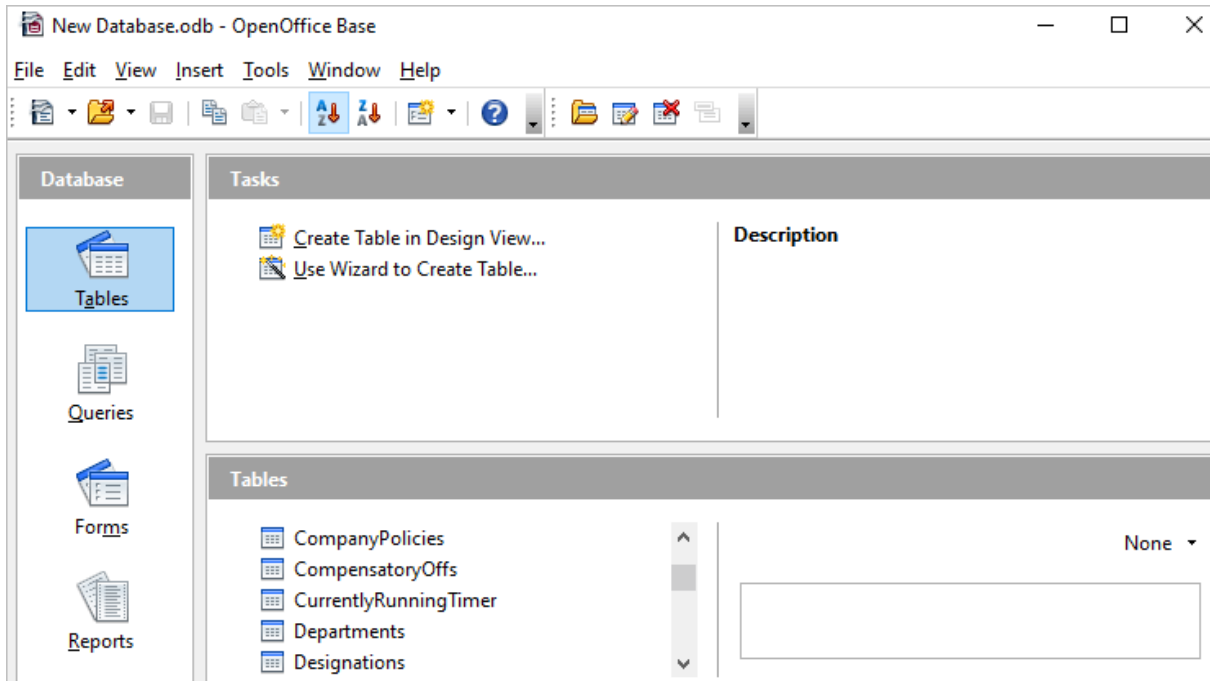 New Database.odb - OpenOffice Base
File Edit View Insert Tools Window Help
Database
Tables
Queries
Forms
Reports
Tasks
Create Table in Design View...
Use Wizard to Create Table...
Description
Tables
CompanyPolicies
CompensatoryOffs
CurrentlyRunningTimer
Departments
Designations
None